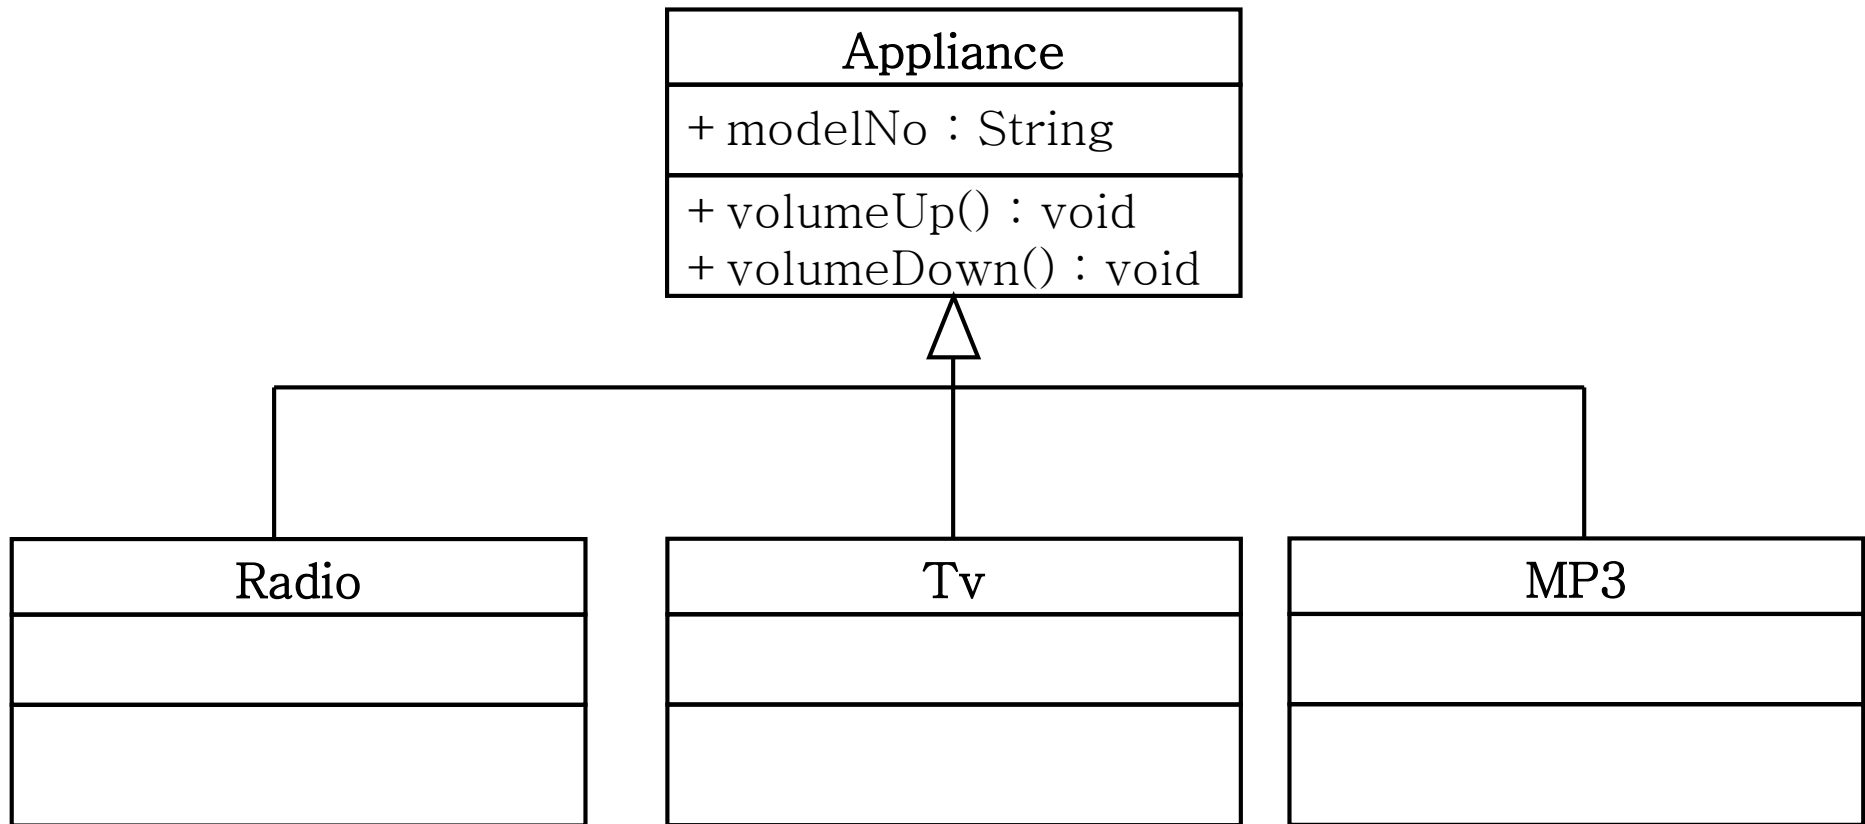 Appliance
+ modelNo : String
+ volumeUp() : void
+ volumeDown() : void
Radio
Tv
MP3